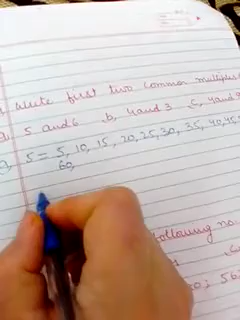 Write first two common multiples
a, 5 and 6 b, 4 and 3 c, 4 and
a, 5 = 5, 10, 15, 20, 25, 30, 35, 40, 45
60,
following no